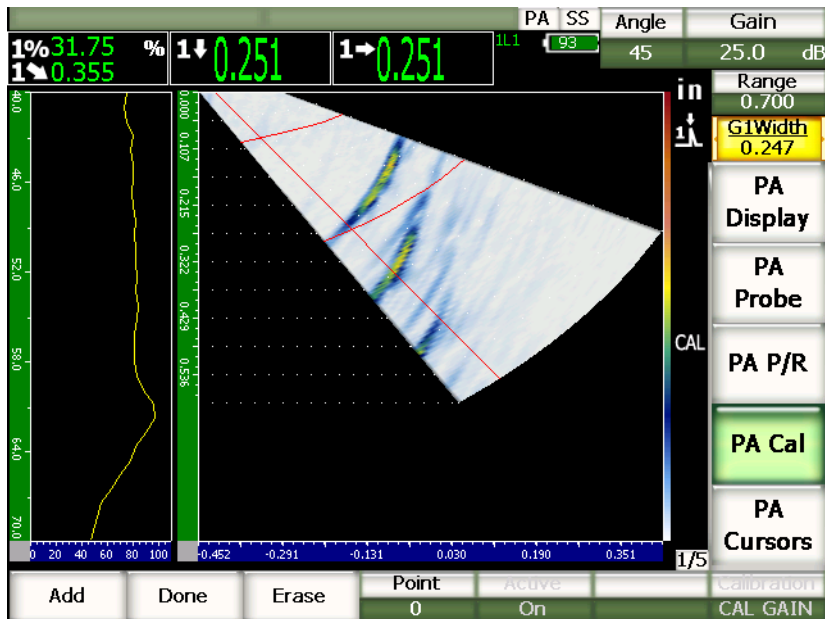 PA SS Angle Gain
1% 31.75 % 1 0.251 1 0.251 1L1 93 45 25.0 dB
1 0.355
in Range
0.700
1 G1Width
0.247
PA
Display
PA
Probe
PA P/R
PA Cal
PA
Cursors
CAL
40.0
46.0
52.0
58.0
64.0
70.0
0.000
0.107
0.215
0.322
0.429
0.536
0 20 40 60 80 100
-0.452 -0.291 -0.131 0.030 0.190 0.351 1/5
Add Done Erase Point Active Calibration
0 On CAL GAIN